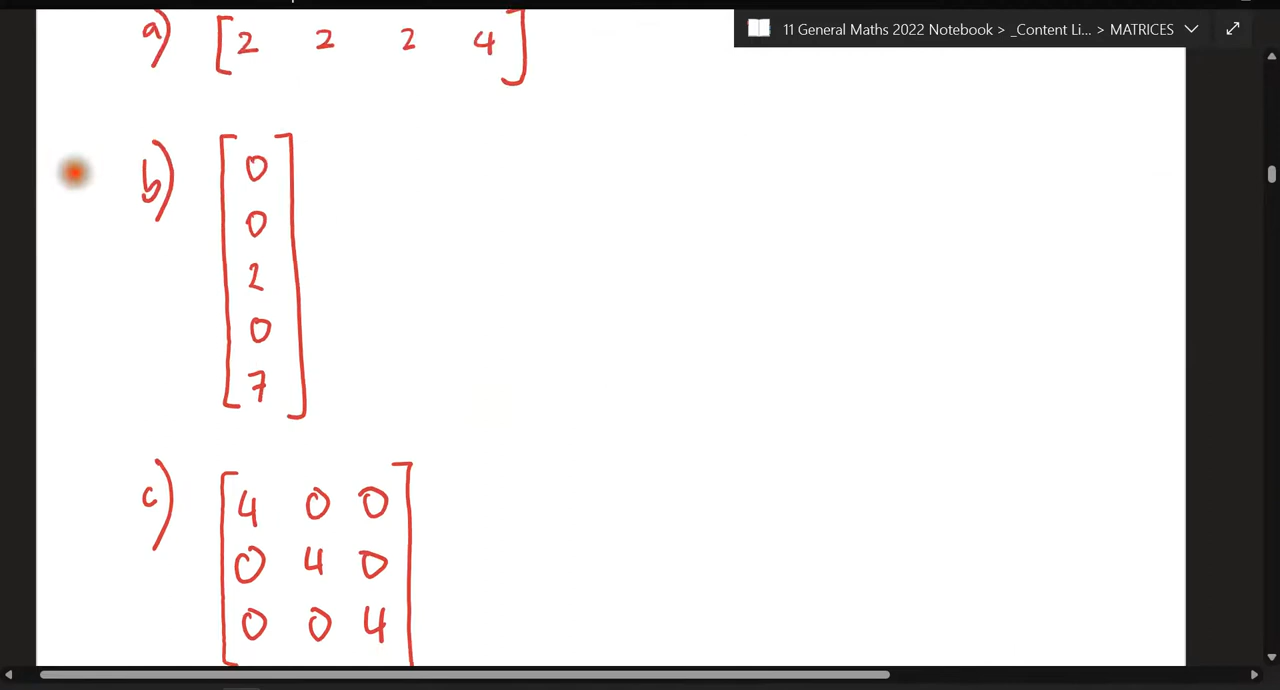 11 General Maths 2022 Notebook > _Content Li... > MATRICES
a) [2 2 2 4]
b) [0
0
2
0
7]
c) [4 0 0
0 4 0
0 0 4]